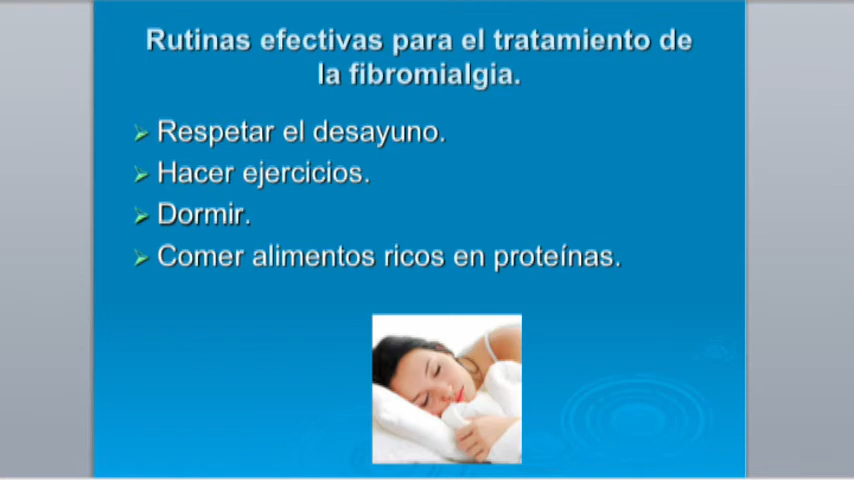 Rutinas efectivas para el tratamiento de
la fibromialgia.
Respetar el desayuno.
Hacer ejercicios.
Dormir.
Comer alimentos ricos en proteínas.